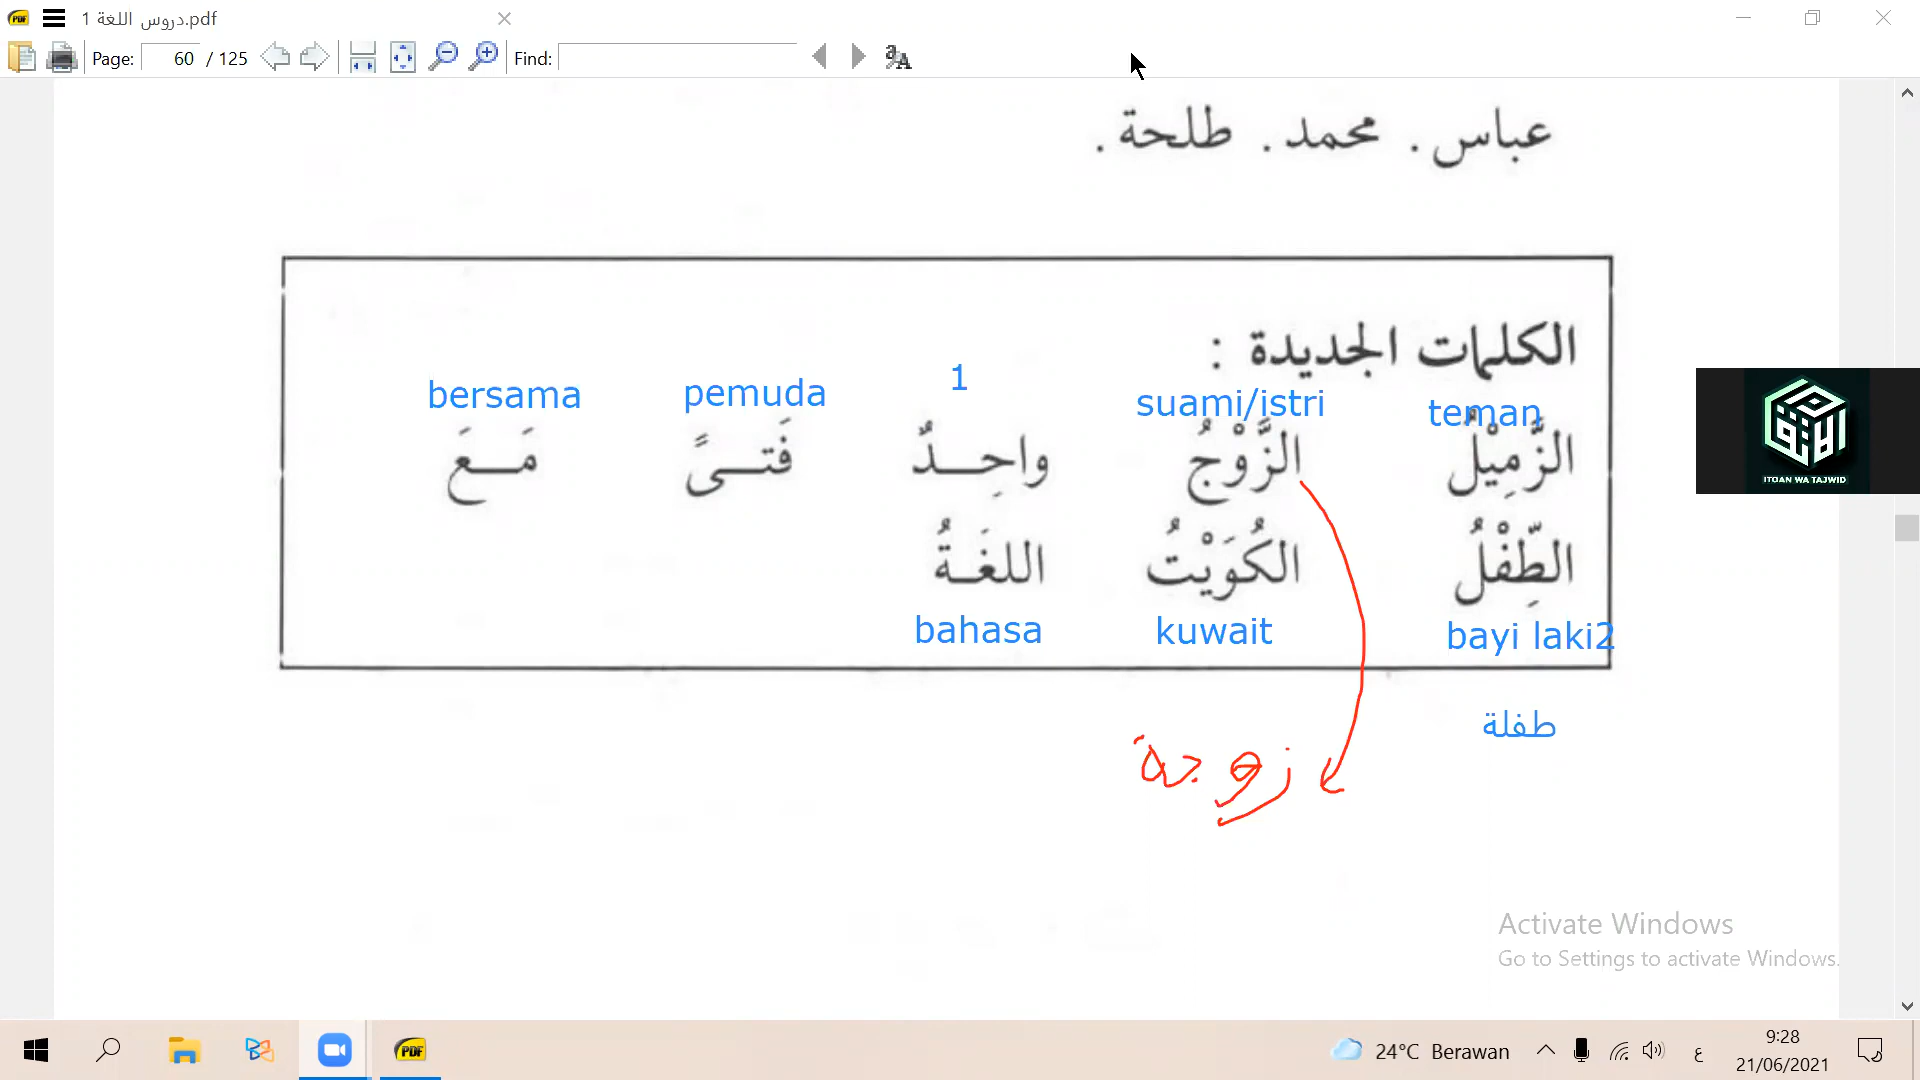 دروس اللغة 1.pdf
Page: 60 / 125 Find:
عباس . محمد . طلحة .
الكلمات الجديدة :
teman suami/istri 1 pemuda bersama
الزَّمِيْلُ الزَّوْجُ واحِـدٌ فَتـىً مَـعَ
الطِّفْلُ الكُوَيْتُ اللغَـةُ
bayi laki2 kuwait bahasa
طفلة
زوجة
ITQAN WA TAJWID
Activate Windows
Go to Settings to activate Windows.
24°C Berawan ع 9:28
21/06/2021